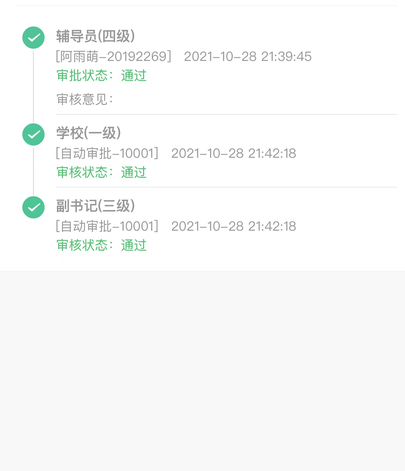 辅导员(四级)
[阿雨萌-20192269] 2021-10-28 21:39:45
审批状态：通过
审核意见：
学校(一级)
[自动审批-10001] 2021-10-28 21:42:18
审核状态：通过
副书记(三级)
[自动审批-10001] 2021-10-28 21:42:18
审核状态：通过